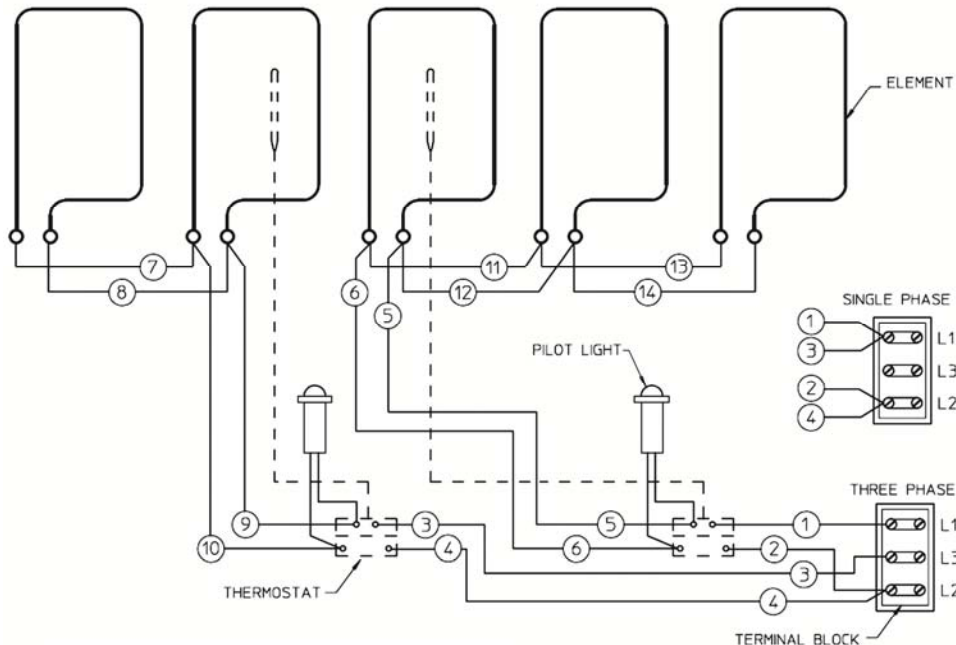 ELEMENT
7
11
13
8
6
12
14
5
SINGLE PHASE
1
3
2
4
L1
L3
L2
PILOT LIGHT
THREE PHASE
9
3
5
1
L1
10
4
6
2
3
L3
THERMOSTAT
4
L2
TERMINAL BLOCK